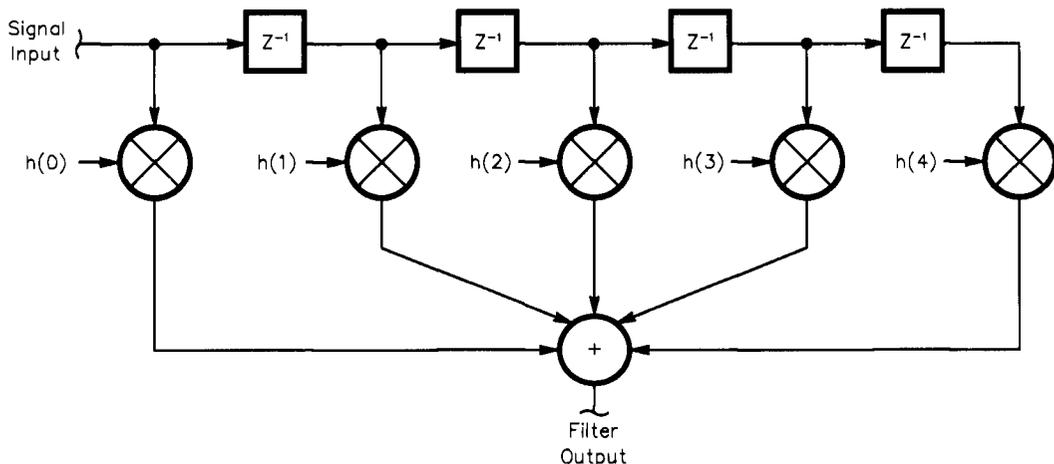 Signal
Input
Z⁻¹
Z⁻¹
Z⁻¹
Z⁻¹
h(0)
h(1)
h(2)
h(3)
h(4)
+
Filter
Output